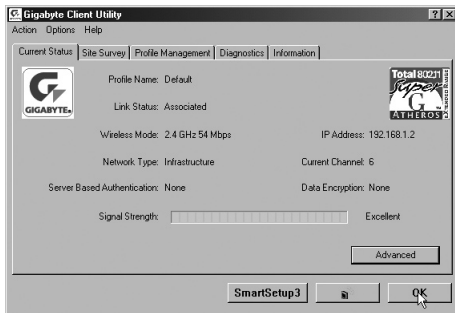 Gigabyte Client Utility
Action Options Help
Current Status Site Survey Profile Management Diagnostics Information
GIGABYTE
Profile Name: Default
Link Status: Associated
Wireless Mode: 2.4 GHz 54 Mbps
Network Type: Infrastructure
Server Based Authentication: None
Signal Strength: Excellent
Total 802.11
Super
G
ATHEROS
IP Address: 192.168.1.2
Current Channel: 6
Data Encryption: None
Advanced
SmartSetup3
OK